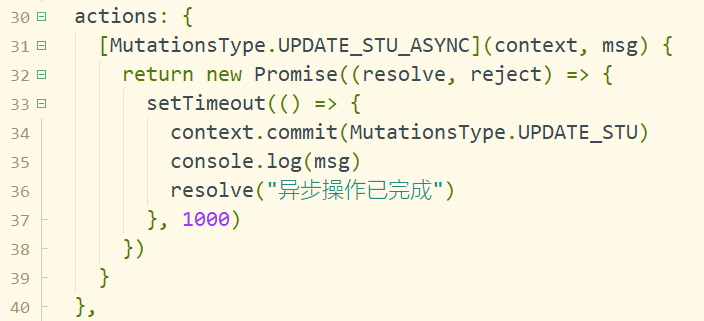 30 actions: {
31 [MutationsType.UPDATE_STU_ASYNC](context, msg) {
32 return new Promise((resolve, reject) => {
33 setTimeout(() => {
34 context.commit(MutationsType.UPDATE_STU)
35 console.log(msg)
36 resolve("异步操作已完成")
37 }, 1000)
38 })
39 }
40 },